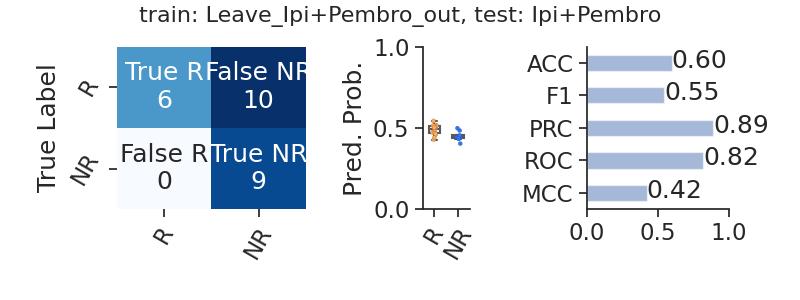 train: Leave_Ipi+Pembro_out, test: Ipi+Pembro
True Label
R
NR
True R
6
False NR
10
False R
0
True NR
9
R
NR
Pred. Prob.
1.0
0.5
0.0
R
NR
ACC
0.60
F1
0.55
PRC
0.89
ROC
0.82
MCC
0.42
0.0
0.5
1.0